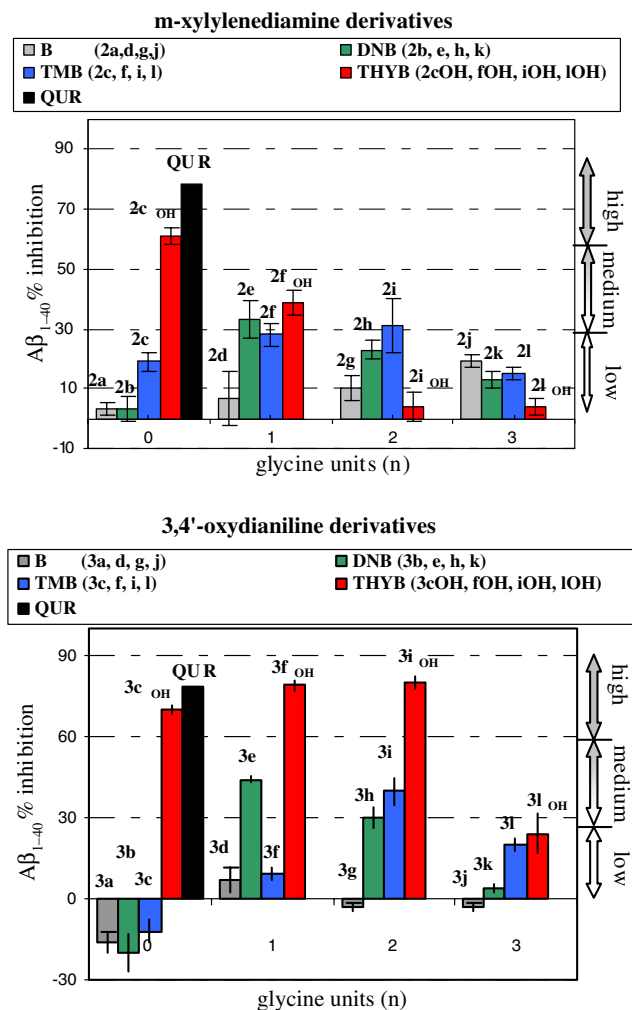 m-xylylenediamine derivatives
B (2a,d,g,j) DNB (2b, e, h, k)
TMB (2c, f, i, l) THYB (2cOH, fOH, iOH, lOH)
QUR
Aβ1–40% inhibition
90
70
50
30
10
-10
QUR
2c OH
2a
2b
2c
2d
2e
2f
2f OH
2g
2h
2i
2i OH
2j
2k
2l
2l OH
0 1 2 3
glycine units (n)
high
medium
low
3,4'-oxydianiline derivatives
B (3a, d, g, j) DNB (3b, e, h, k)
TMB (3c, f, i, l) THYB (3cOH, fOH, iOH, lOH)
QUR
Aβ1–40% inhibition
90
60
30
0
-30
QUR
3c OH
3a
3b
3c
3d
3e
3f
3f OH
3g
3h
3i
3i OH
3j
3k
3l
3l OH
0 1 2 3
glycine units (n)
high
medium
low